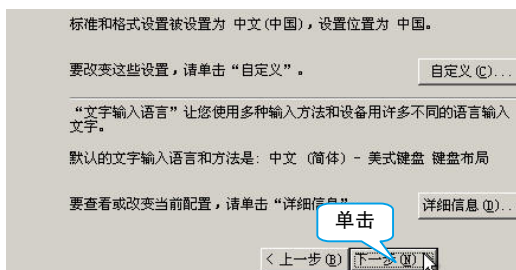 标准和格式设置被设置为 中文(中国)，设置位置为 中国。
要改变这些设置，请单击“自定义”。
自定义(C)...
“文字输入语言”让您使用多种输入方法和设备用许多不同的语言输入
文字。
默认的文字输入语言和方法是: 中文 (简体) - 美式键盘 键盘布局
要查看或改变当前配置，请单击“详细信息”
详细信息(D)..
单击
<上一步(B)
下一步(N)